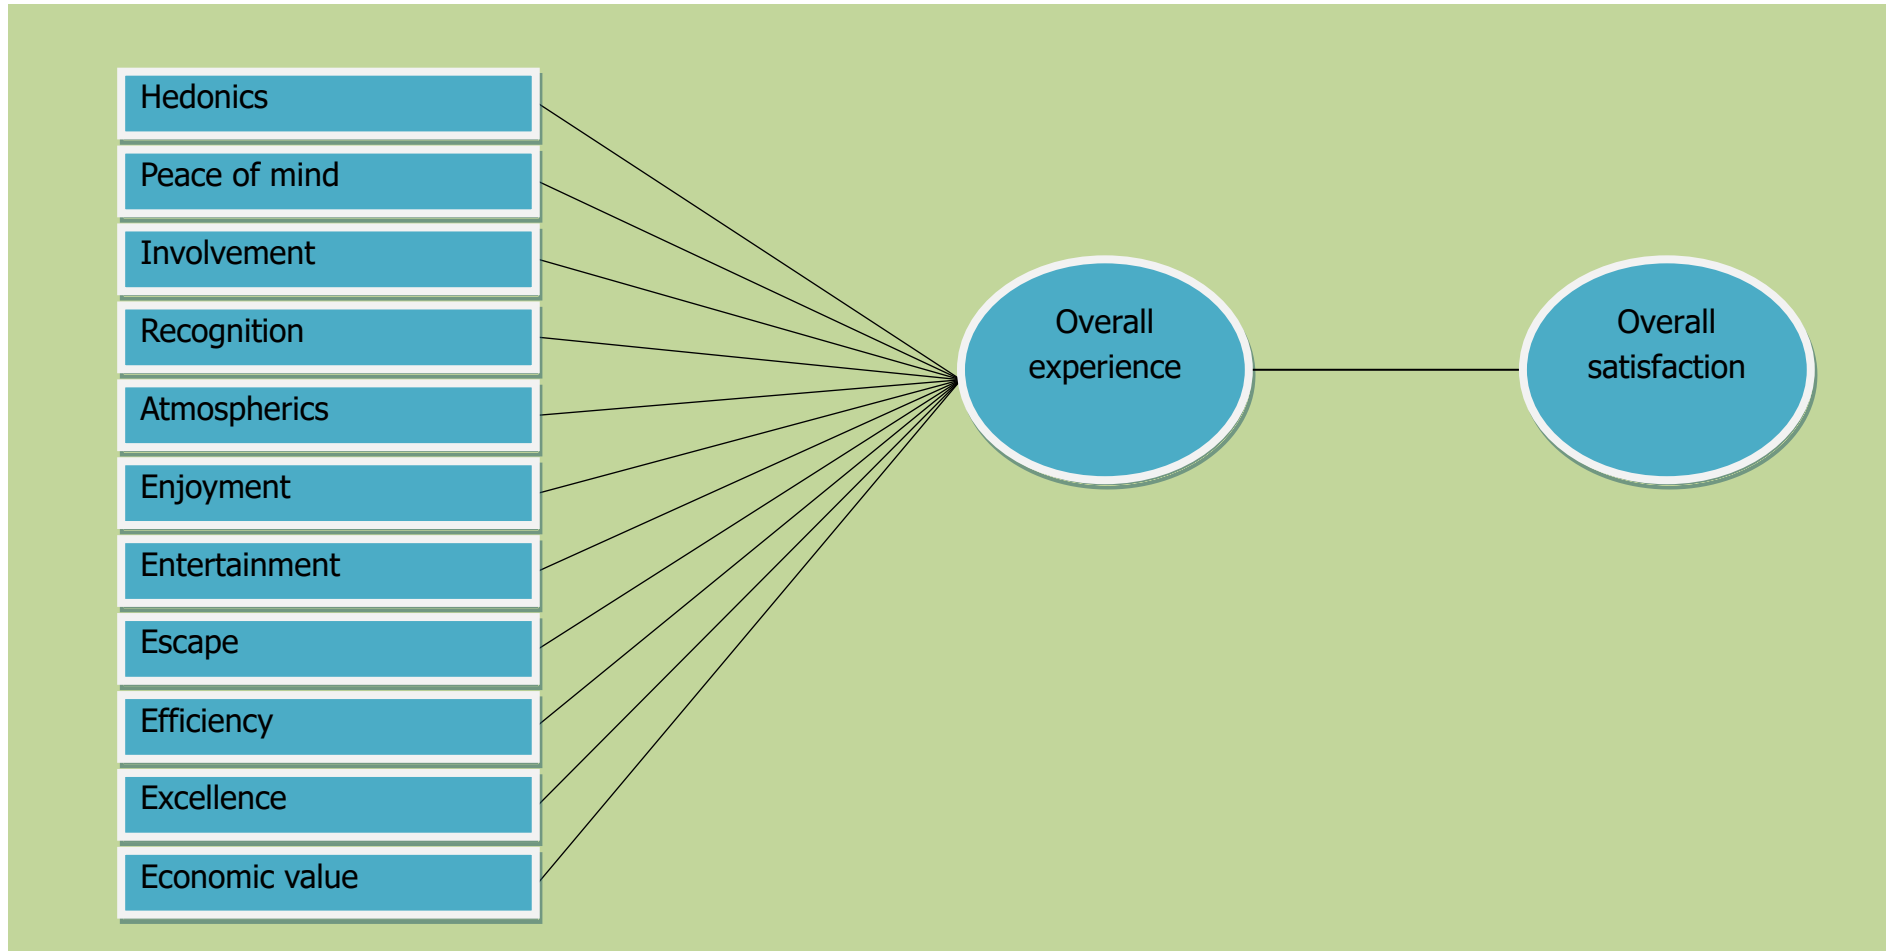 Hedonics
Peace of mind
Involvement
Recognition
Atmospherics
Enjoyment
Entertainment
Escape
Efficiency
Excellence
Economic value
Overall
experience
Overall
satisfaction